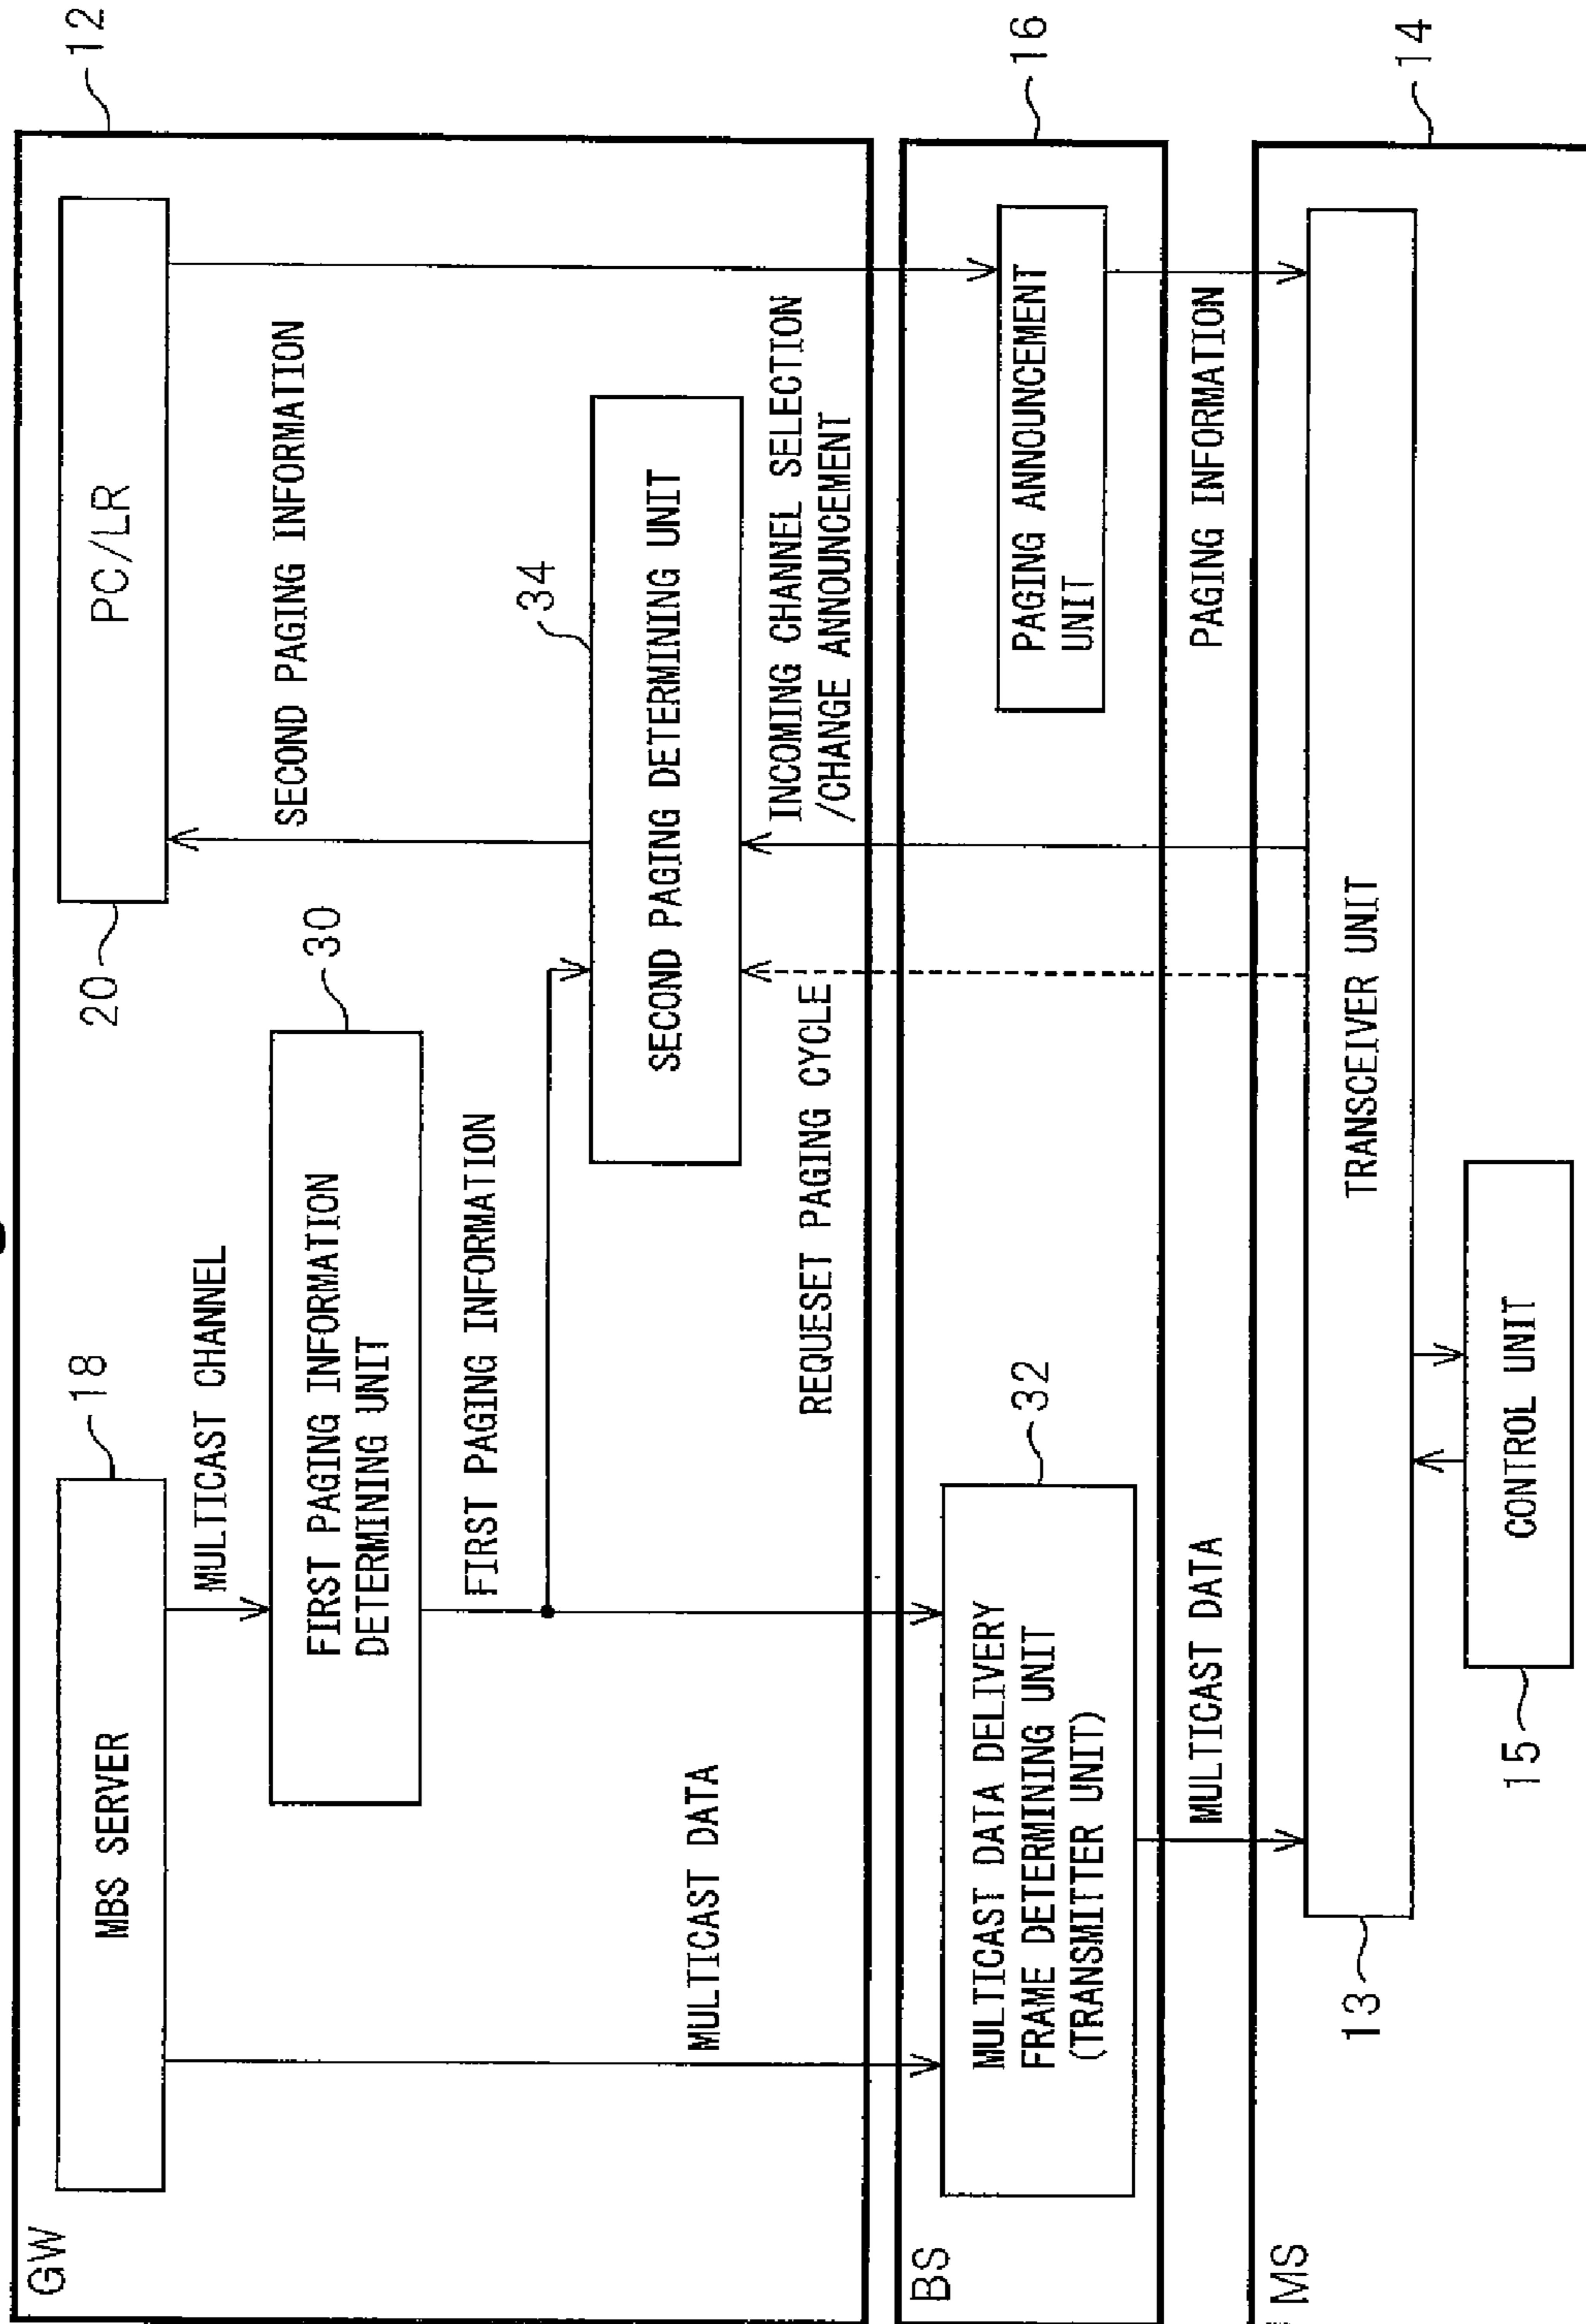 GW
12
MBS SERVER
18
PC/LR
20
MULTICAST CHANNEL
SECOND PAGING INFORMATION
FIRST PAGING INFORMATION
DETERMINING UNIT
30
FIRST PAGING INFORMATION
34
SECOND PAGING DETERMINING UNIT
MULTICAST DATA
REQUESET PAGING CYCLE
INCOMING CHANNEL SELECTION
/CHANGE ANNOUNCEMENT
BS
16
MULTICAST DATA DELIVERY
FRAME DETERMINING UNIT
(TRANSMITTER UNIT)
32
PAGING ANNOUNCEMENT
UNIT
MULTICAST DATA
PAGING INFORMATION
MS
14
13
TRANSCEIVER UNIT
15
CONTROL UNIT